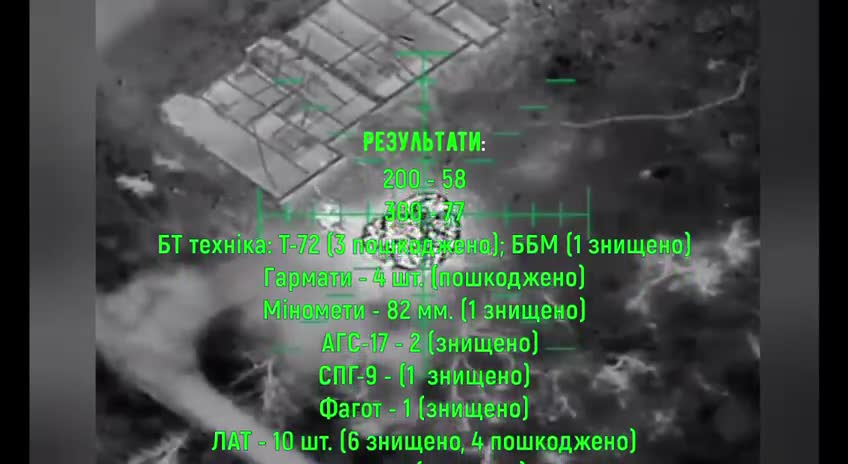 РЕЗУЛЬТАТИ:
200 - 58
300 - 77
БТ техніка: Т-72 (3 пошкоджено); ББМ (1 знищено)
Гармати - 4 шт. (пошкоджено)
Міномети - 82 мм. (1 знищено)
АГС-17 - 2 (знищено)
СПГ-9 - (1 знищено)
Фагот - 1 (знищено)
ЛАТ - 10 шт. (6 знищено, 4 пошкоджено)